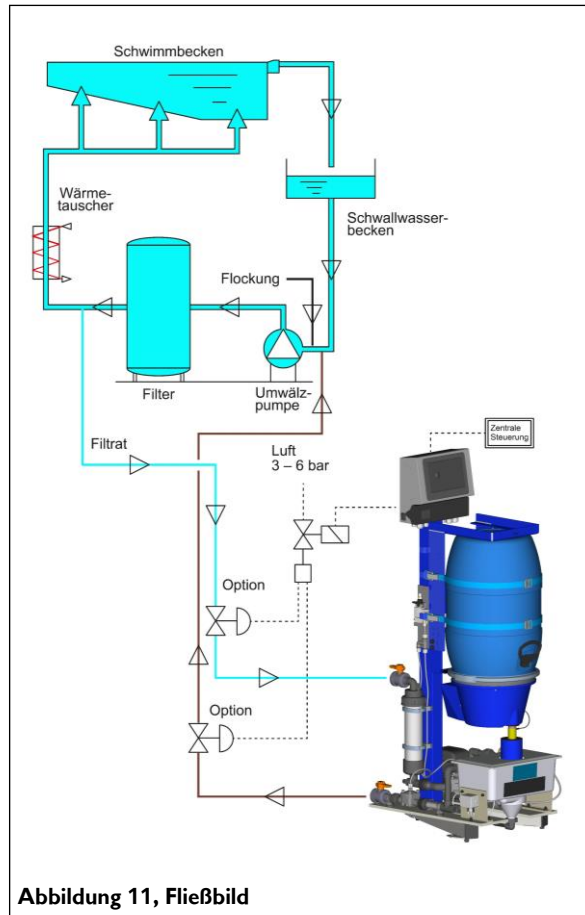 Schwimmbecken
Wärme-
tauscher
Schwallwasser-
becken
Flockung
Filter
Umwälz-
pumpe
Filtrat
Luft
3 – 6 bar
Zentrale
Steuerung
Option
Option
Abbildung 11, Fließbild